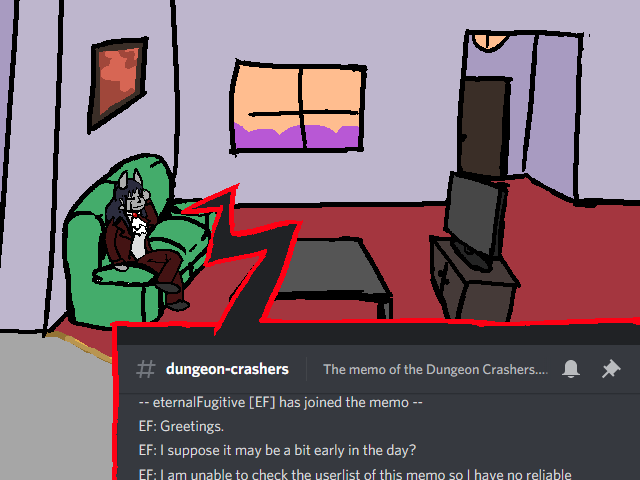 # dungeon-crashers The memo of the Dungeon Crashers....
-- eternalFugitive [EF] has joined the memo --
EF: Greetings.
EF: I suppose it may be a bit early in the day?
EF: I am unable to check the userlist of this memo so I have no reliable